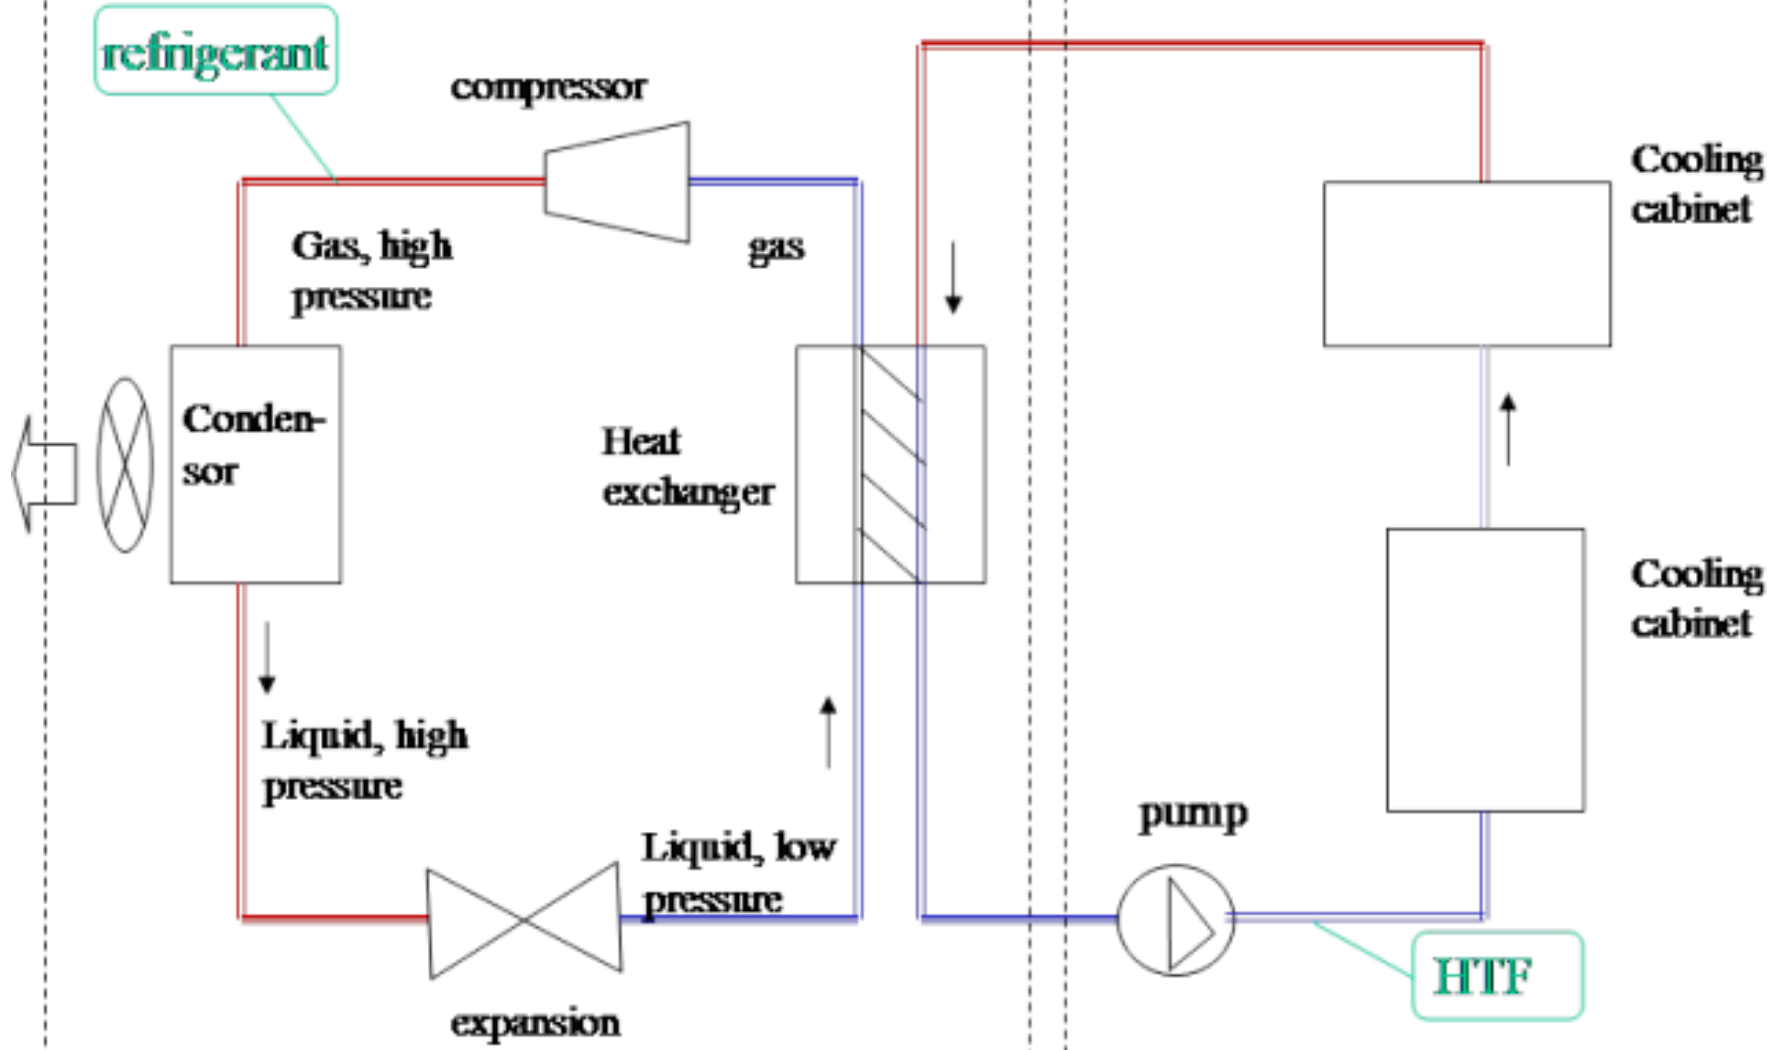 refrigerant
compressor
Cooling
cabinet
Gas, high
pressure
gas
Conden-
sor
Heat
exchanger
Cooling
cabinet
Liquid, high
pressure
Liquid, low
pressure
pump
HTF
expansion